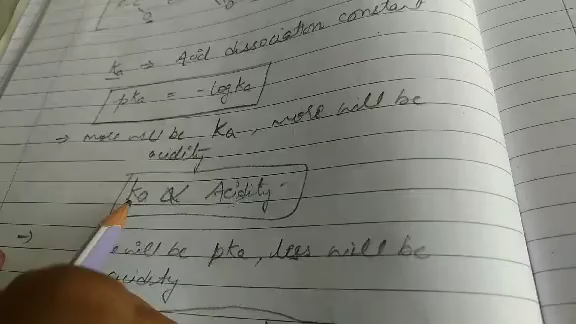 Ka → Acid dissociation constant
pka = -log ka
→ more will be Ka, more will be
acidity
Ka ∝ Acidity
→
will be pka, less will be
acidity